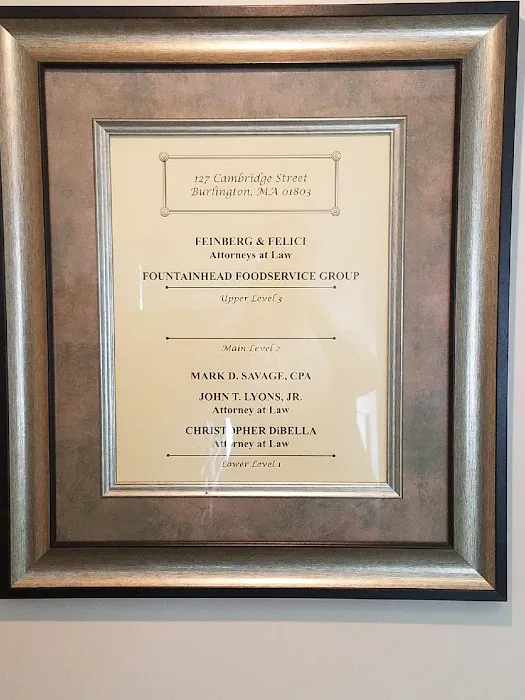 127 Cambridge Street
Burlington, MA 01803
FEINBERG & FELICI
Attorneys at Law
FOUNTAINHEAD FOODSERVICE GROUP
Upper Level 3
Main Level 2
MARK D. SAVAGE, CPA
JOHN T. LYONS, JR.
Attorney at Law
CHRISTOPHER DiBELLA
Attorney at Law
Lower Level 1